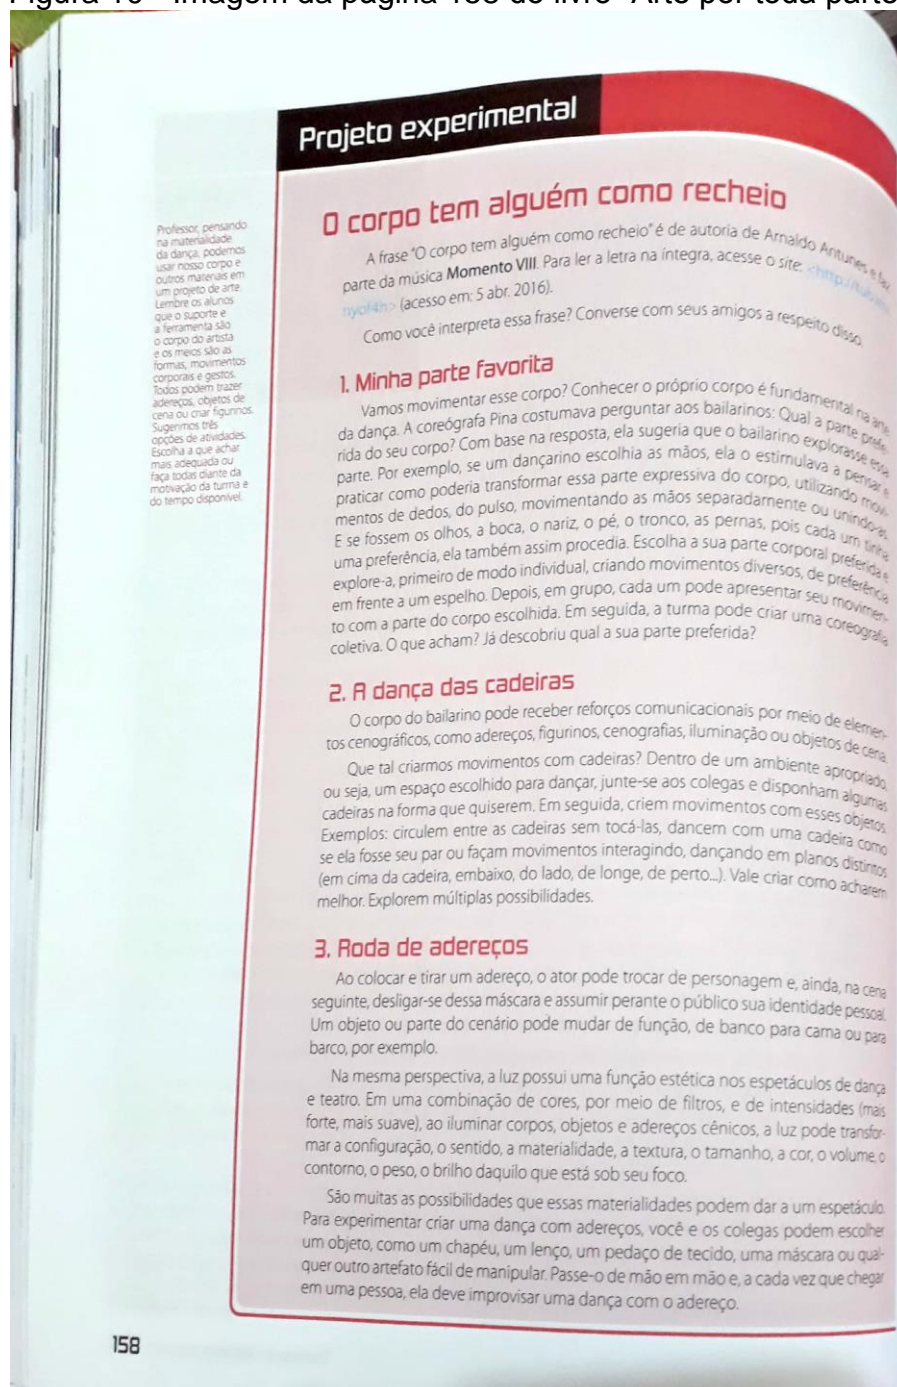 Figura 10 - Imagem da página 158 do livro "Arte por toda parte
Projeto experimental
Professor, pensando
na materialidade
da dança, podemos
usar nosso corpo e
outros materiais em
um projeto de arte.
Lembre os alunos
que o suporte e
a ferramenta são
o corpo do artista
e os meios são as
formas, movimentos
corporais e gestos.
Todos podem trazer
adereços, objetos de
cena ou criar figurinos.
Sugerimos três
opções de atividades.
Escolha a que achar
mais adequada ou
faça todas diante da
motivação da turma e
do tempo disponível.
O corpo tem alguém como recheio
A frase "O corpo tem alguém como recheio" é de autoria de Arnaldo Antunes e faz
parte da música Momento VIII. Para ler a letra na íntegra, acesse o site:
(acesso em: 5 abr. 2016).
Como você interpreta essa frase? Converse com seus amigos a respeito disso.
1. Minha parte favorita
Vamos movimentar esse corpo? Conhecer o próprio corpo é fundamental na arte
da dança. A coreógrafa Pina costumava perguntar aos bailarinos: Qual a parte prefe-
rida do seu corpo? Com base na resposta, ela sugeria que o bailarino explorasse essa
parte. Por exemplo, se um dançarino escolhia as mãos, ela o estimulava a pensar e
praticar como poderia transformar essa parte expressiva do corpo, utilizando movi-
mentos de dedos, do pulso, movimentando as mãos separadamente ou unindo-as.
E se fossem os olhos, a boca, o nariz, o pé, o tronco, as pernas, pois cada um tinha
uma preferência, ela também assim procedia. Escolha a sua parte corporal preferida e
explore-a, primeiro de modo individual, criando movimentos diversos, de preferência
em frente a um espelho. Depois, em grupo, cada um pode apresentar seu movimen-
to com a parte do corpo escolhida. Em seguida, a turma pode criar uma coreografia
coletiva. O que acham? Já descobriu qual a sua parte preferida?
2. A dança das cadeiras
O corpo do bailarino pode receber reforços comunicacionais por meio de elemen-
tos cenográficos, como adereços, figurinos, cenografias, iluminação ou objetos de cena.
Que tal criarmos movimentos com cadeiras? Dentro de um ambiente apropriado,
ou seja, um espaço escolhido para dançar, junte-se aos colegas e disponham algumas
cadeiras na forma que quiserem. Em seguida, criem movimentos com esses objetos.
Exemplos: circulem entre as cadeiras sem tocá-las, dancem com uma cadeira como
se ela fosse seu par ou façam movimentos interagindo, dançando em planos distintos
(em cima da cadeira, embaixo, do lado, de longe, de perto...). Vale criar como acharem
melhor. Explorem múltiplas possibilidades.
3. Roda de adereços
Ao colocar e tirar um adereço, o ator pode trocar de personagem e, ainda, na cena
seguinte, desligar-se dessa máscara e assumir perante o público sua identidade pessoal.
Um objeto ou parte do cenário pode mudar de função, de banco para cama ou para
barco, por exemplo.
Na mesma perspectiva, a luz possui uma função estética nos espetáculos de dança
e teatro. Em uma combinação de cores, por meio de filtros, e de intensidades (mais
forte, mais suave), ao iluminar corpos, objetos e adereços cênicos, a luz pode transfor-
mar a configuração, o sentido, a materialidade, a textura, o tamanho, a cor, o volume, o
contorno, o peso, o brilho daquilo que está sob seu foco.
São muitas as possibilidades que essas materialidades podem dar a um espetáculo.
Para experimentar criar uma dança com adereços, você e os colegas podem escolher
um objeto, como um chapéu, um lenço, um pedaço de tecido, uma máscara ou qual-
quer outro artefato fácil de manipular. Passe-o de mão em mão e, a cada vez que chegar
em uma pessoa, ela deve improvisar uma dança com o adereço.
158